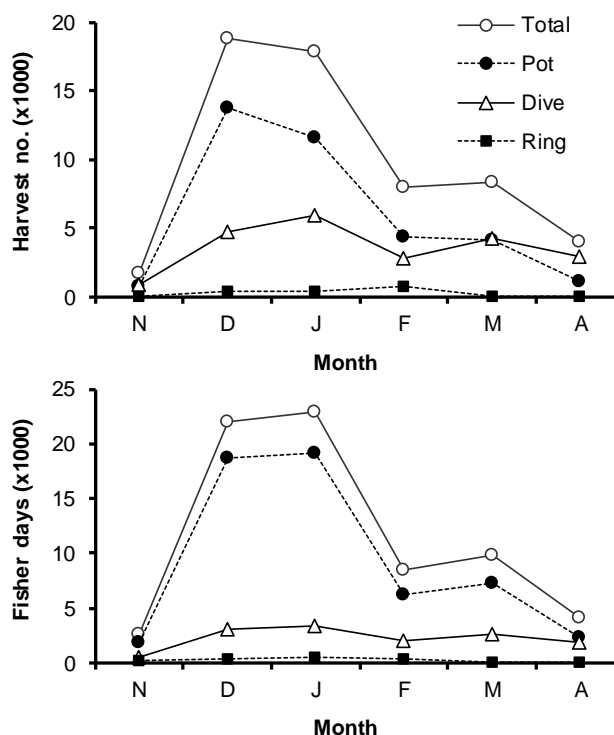 Harvest no. (x1000)
20
15
10
5
0
Total
Pot
Dive
Ring
N D J F M A
Month
Fisher days (x1000)
25
20
15
10
5
0
N D J F M A
Month